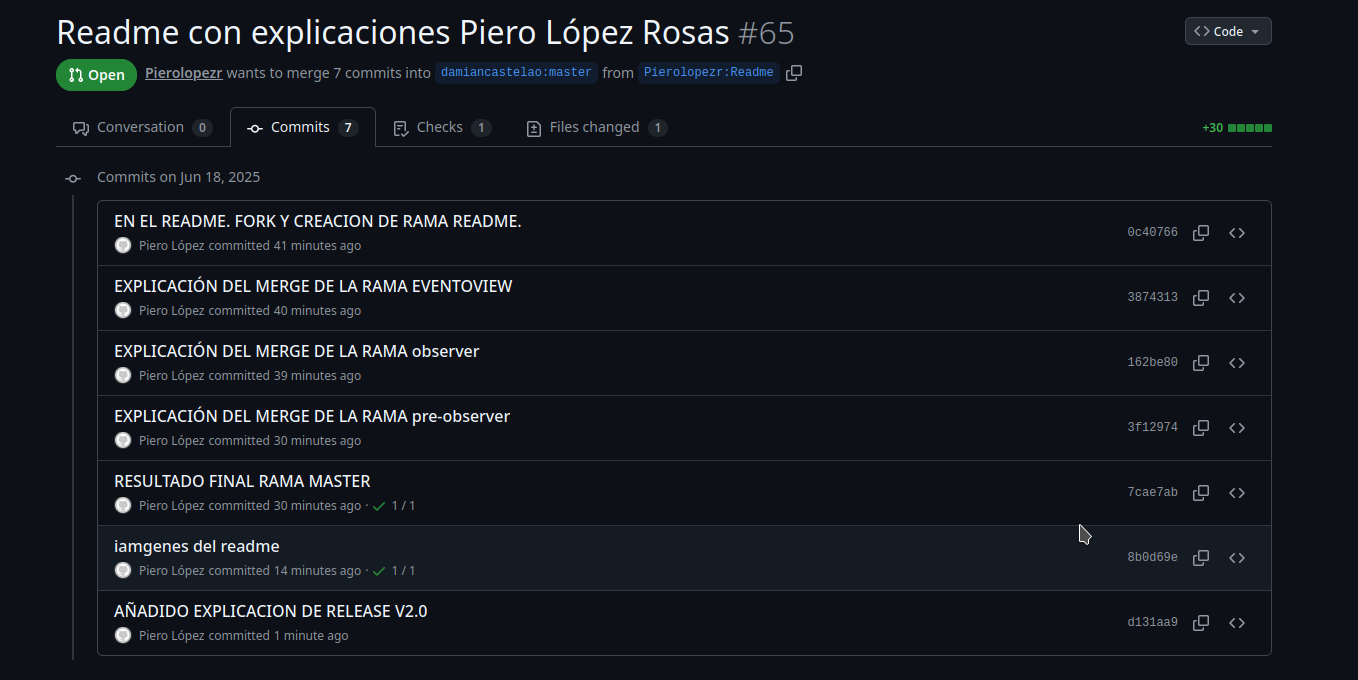 Readme con explicaciones Piero López Rosas #65
Code
Open Pierolopezr wants to merge 7 commits into damiancastelao:master from Pierolopezr:Readme
Conversation 0 Commits 7 Checks 1 Files changed 1 +30
Commits on Jun 18, 2025
EN EL README. FORK Y CREACION DE RAMA README.
Piero López committed 41 minutes ago
0c40766
EXPLICACIÓN DEL MERGE DE LA RAMA EVENTOVIEW
Piero López committed 40 minutes ago
3874313
EXPLICACIÓN DEL MERGE DE LA RAMA observer
Piero López committed 39 minutes ago
162be80
EXPLICACIÓN DEL MERGE DE LA RAMA pre-observer
Piero López committed 30 minutes ago
3f12974
RESULTADO FINAL RAMA MASTER
Piero López committed 30 minutes ago · 1 / 1
7cae7ab
iamgenes del readme
Piero López committed 14 minutes ago · 1 / 1
8b0d69e
AÑADIDO EXPLICACION DE RELEASE V2.0
Piero López committed 1 minute ago
d131aa9